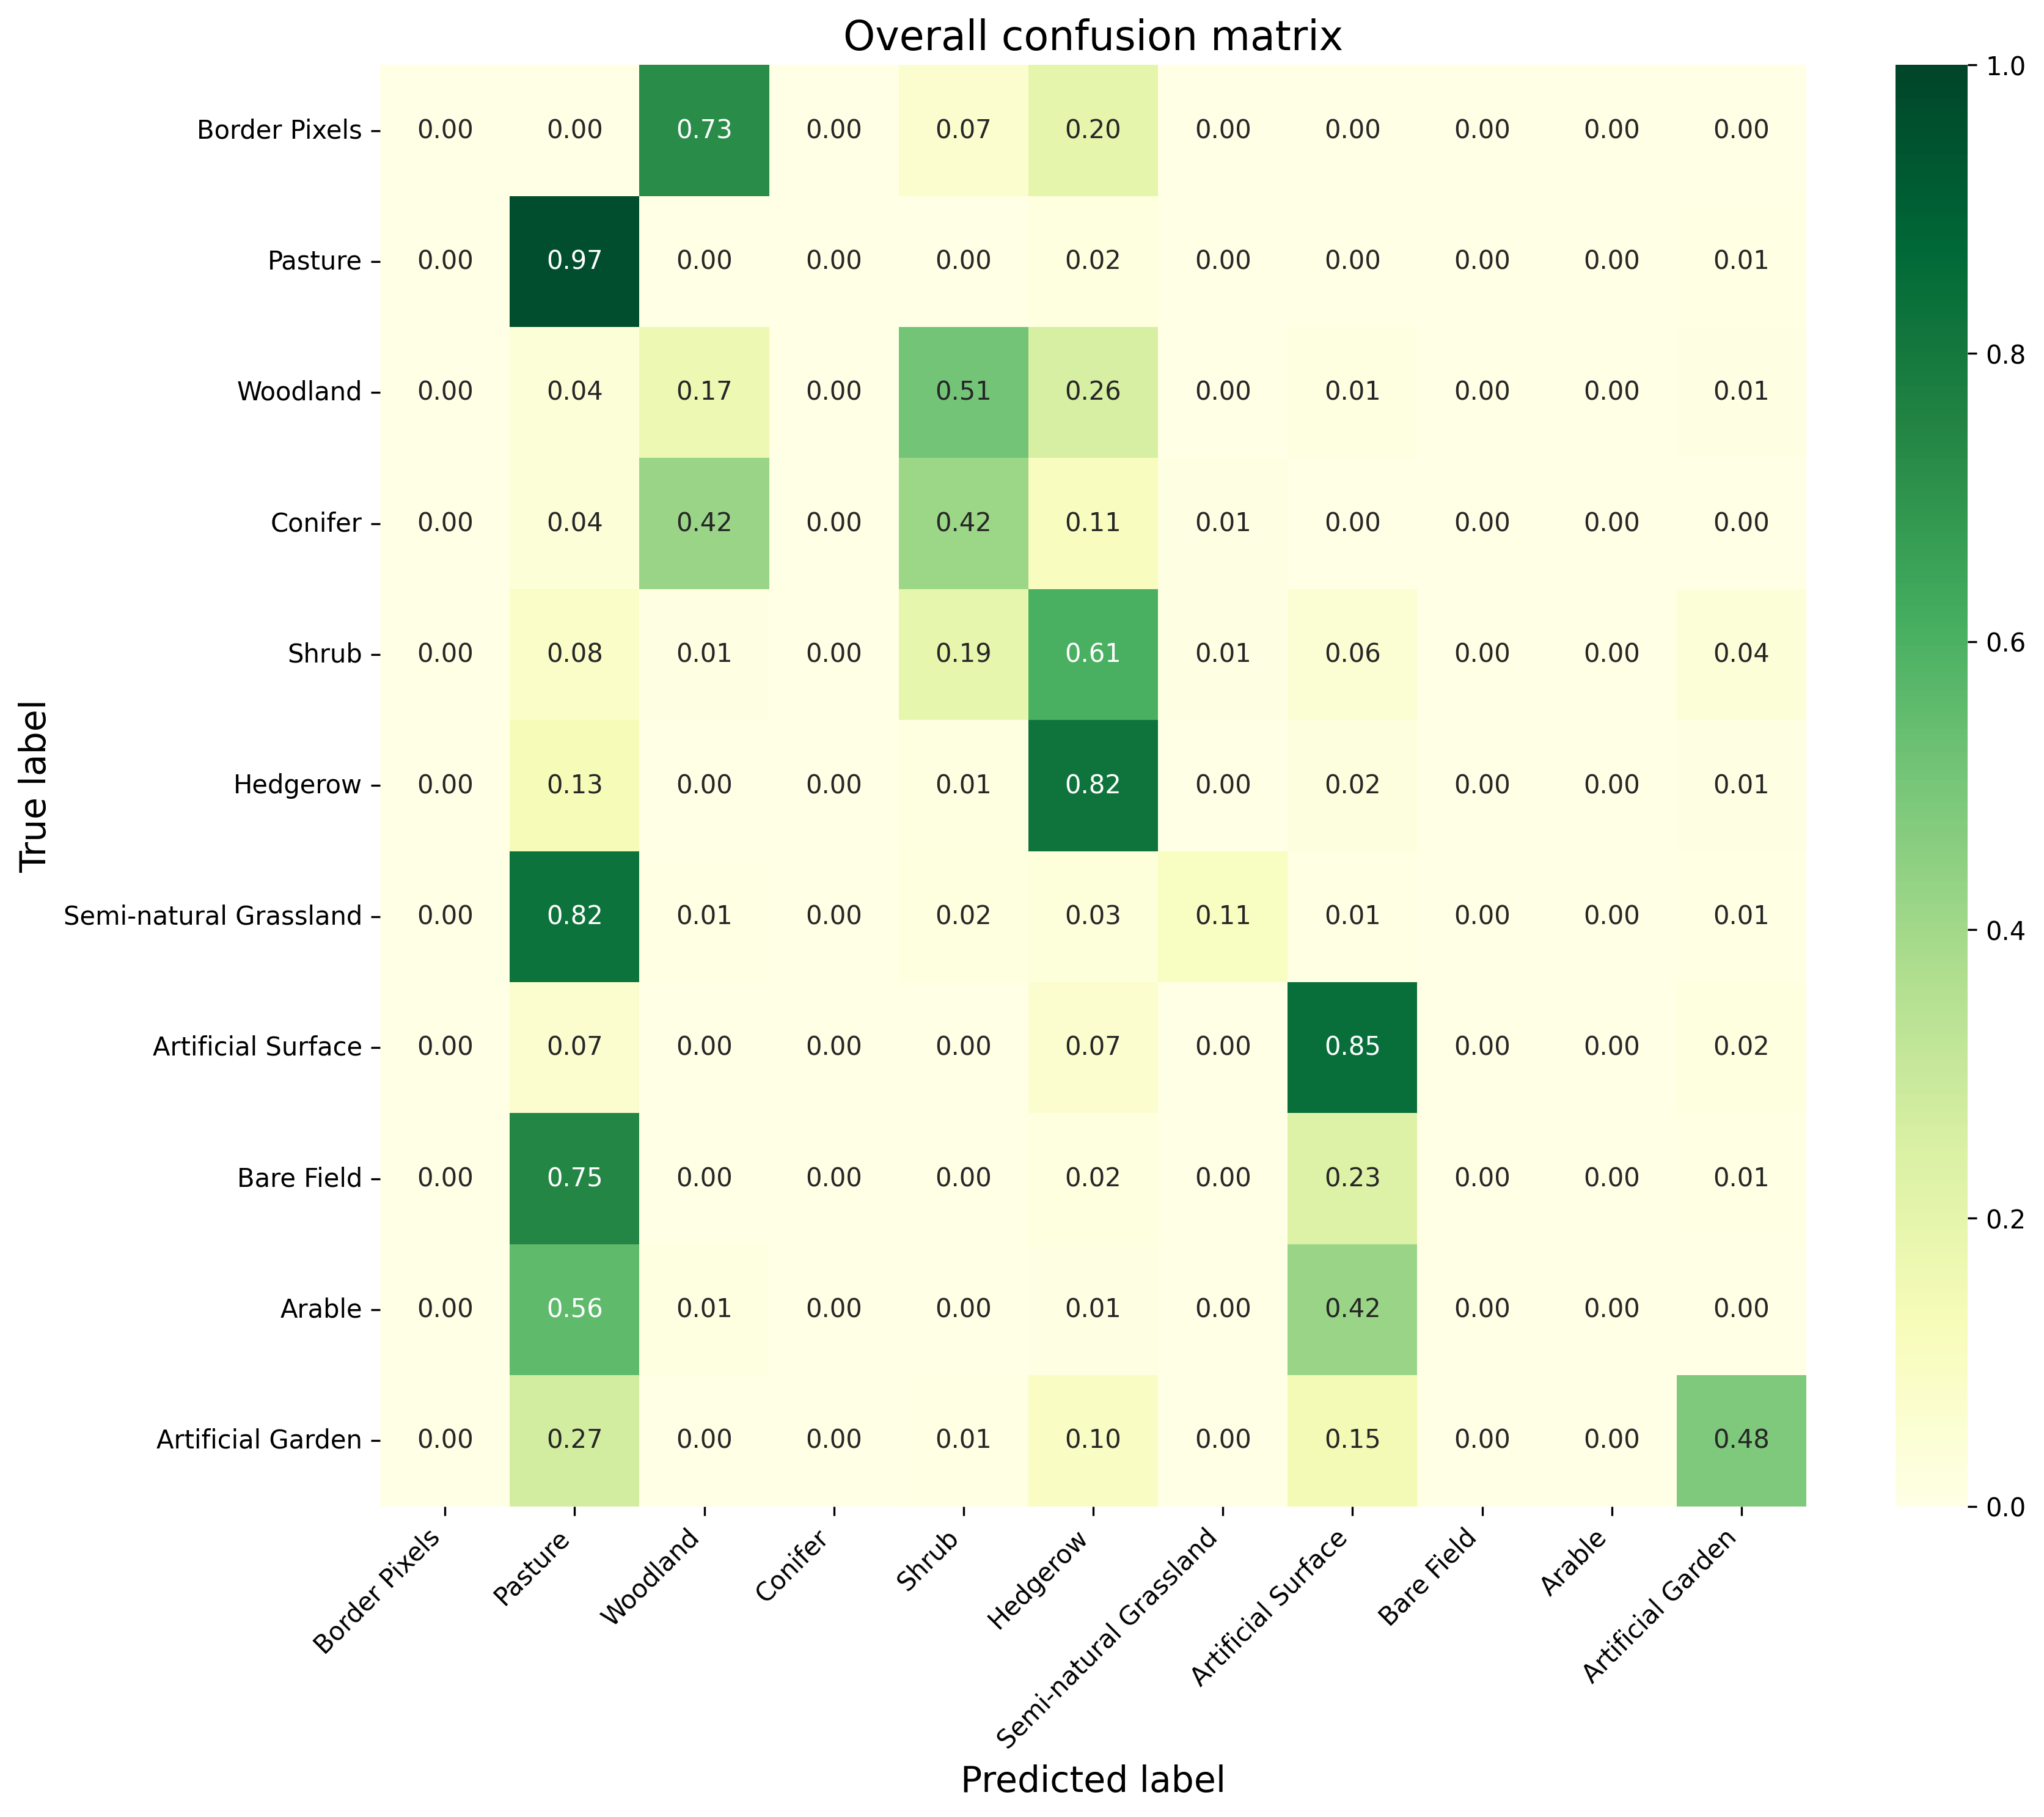 Overall confusion matrix
Border Pixels 0.00 0.00 0.73 0.00 0.07 0.20 0.00 0.00 0.00 0.00 0.00
Pasture 0.00 0.97 0.00 0.00 0.00 0.02 0.00 0.00 0.00 0.00 0.01
Woodland 0.00 0.04 0.17 0.00 0.51 0.26 0.00 0.01 0.00 0.00 0.01
Conifer 0.00 0.04 0.42 0.00 0.42 0.11 0.01 0.00 0.00 0.00 0.00
Shrub 0.00 0.08 0.01 0.00 0.19 0.61 0.01 0.06 0.00 0.00 0.04
Hedgerow 0.00 0.13 0.00 0.00 0.01 0.82 0.00 0.02 0.00 0.00 0.01
Semi-natural Grassland 0.00 0.82 0.01 0.00 0.02 0.03 0.11 0.01 0.00 0.00 0.01
Artificial Surface 0.00 0.07 0.00 0.00 0.00 0.07 0.00 0.85 0.00 0.00 0.02
Bare Field 0.00 0.75 0.00 0.00 0.00 0.02 0.00 0.23 0.00 0.00 0.01
Arable 0.00 0.56 0.01 0.00 0.00 0.01 0.00 0.42 0.00 0.00 0.00
Artificial Garden 0.00 0.27 0.00 0.00 0.01 0.10 0.00 0.15 0.00 0.00 0.48
True label
Border Pixels
Pasture
Woodland
Conifer
Shrub
Hedgerow
Semi-natural Grassland
Artificial Surface
Bare Field
Arable
Artificial Garden
Predicted label
1.0
0.8
0.6
0.4
0.2
0.0